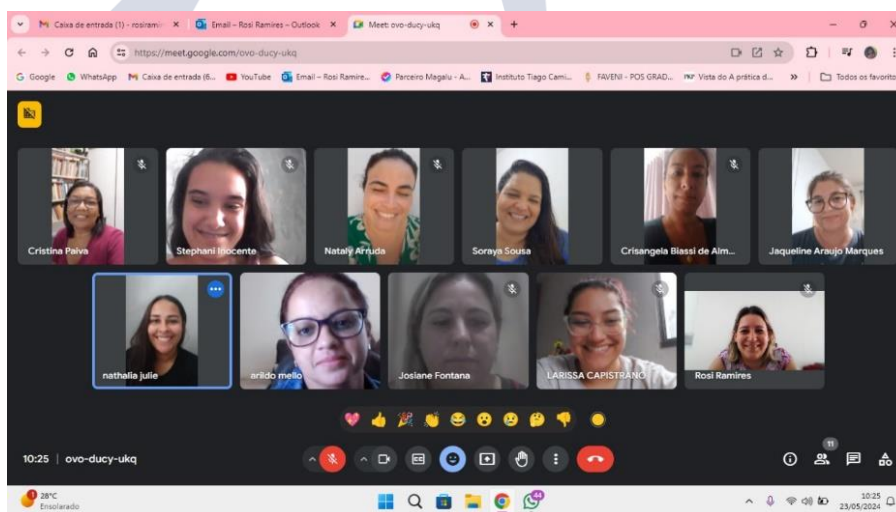 Caixa de entrada (1) - rosiramir
Email – Rosi Ramires – Outlook
Meet: ovo-ducy-ukq
https://meet.google.com/ovo-ducy-ukq
Google
WhatsApp
Caixa de entrada (6...
YouTube
Email – Rosi Ramire...
Parceiro Magalu - A...
Instituto Tiago Cami...
FAVENI - POS GRAD...
Vista do A prática d...
Todos os favorito
Cristina Paiva
Stephani Inocente
Nataly Arruda
Soraya Sousa
Crisangela Biassi de Alm...
Jaqueline Araujo Marques
nathalia julie
arildo mello
Josiane Fontana
LARISSA CAPISTRANO
Rosi Ramires
10:25 | ovo-ducy-ukq
11
28°C
Ensolarado
44
10:25
23/05/2024